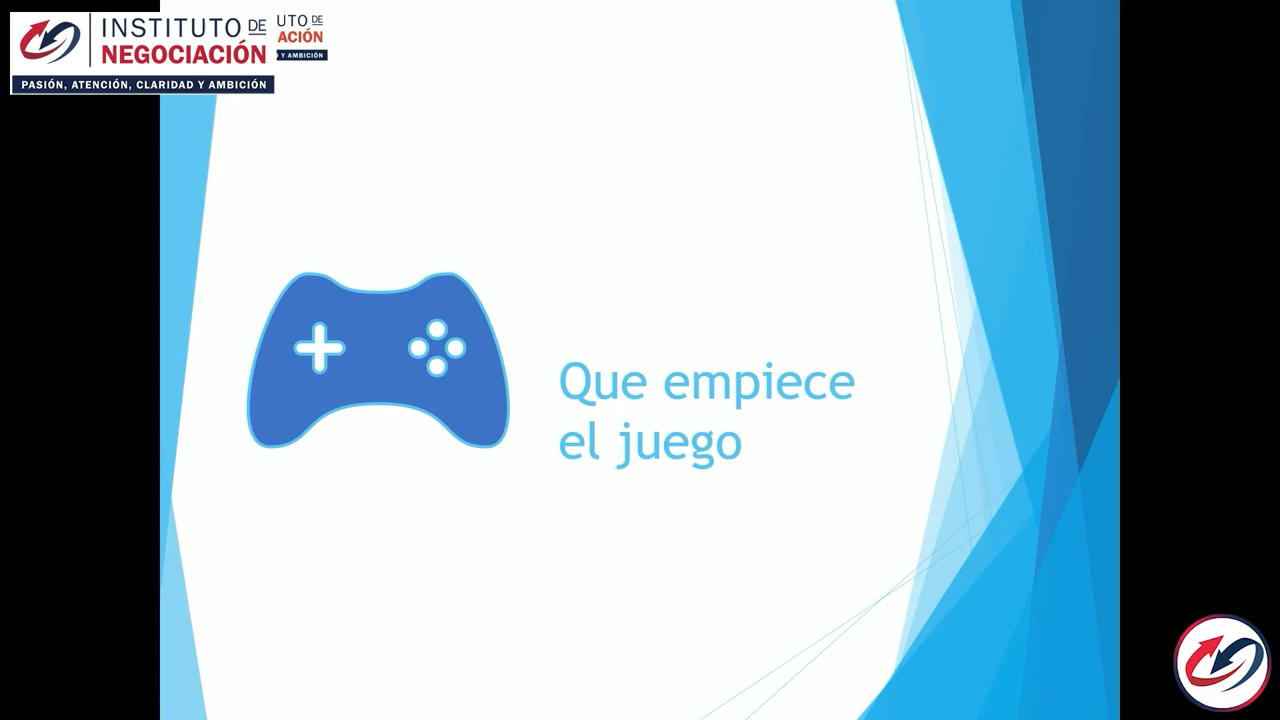 INSTITUTO DE
NEGOCIACIÓN
PASIÓN, ATENCIÓN, CLARIDAD Y AMBICIÓN
UTO DE
ACIÓN
Y AMBICIÓN
Que empiece
el juego